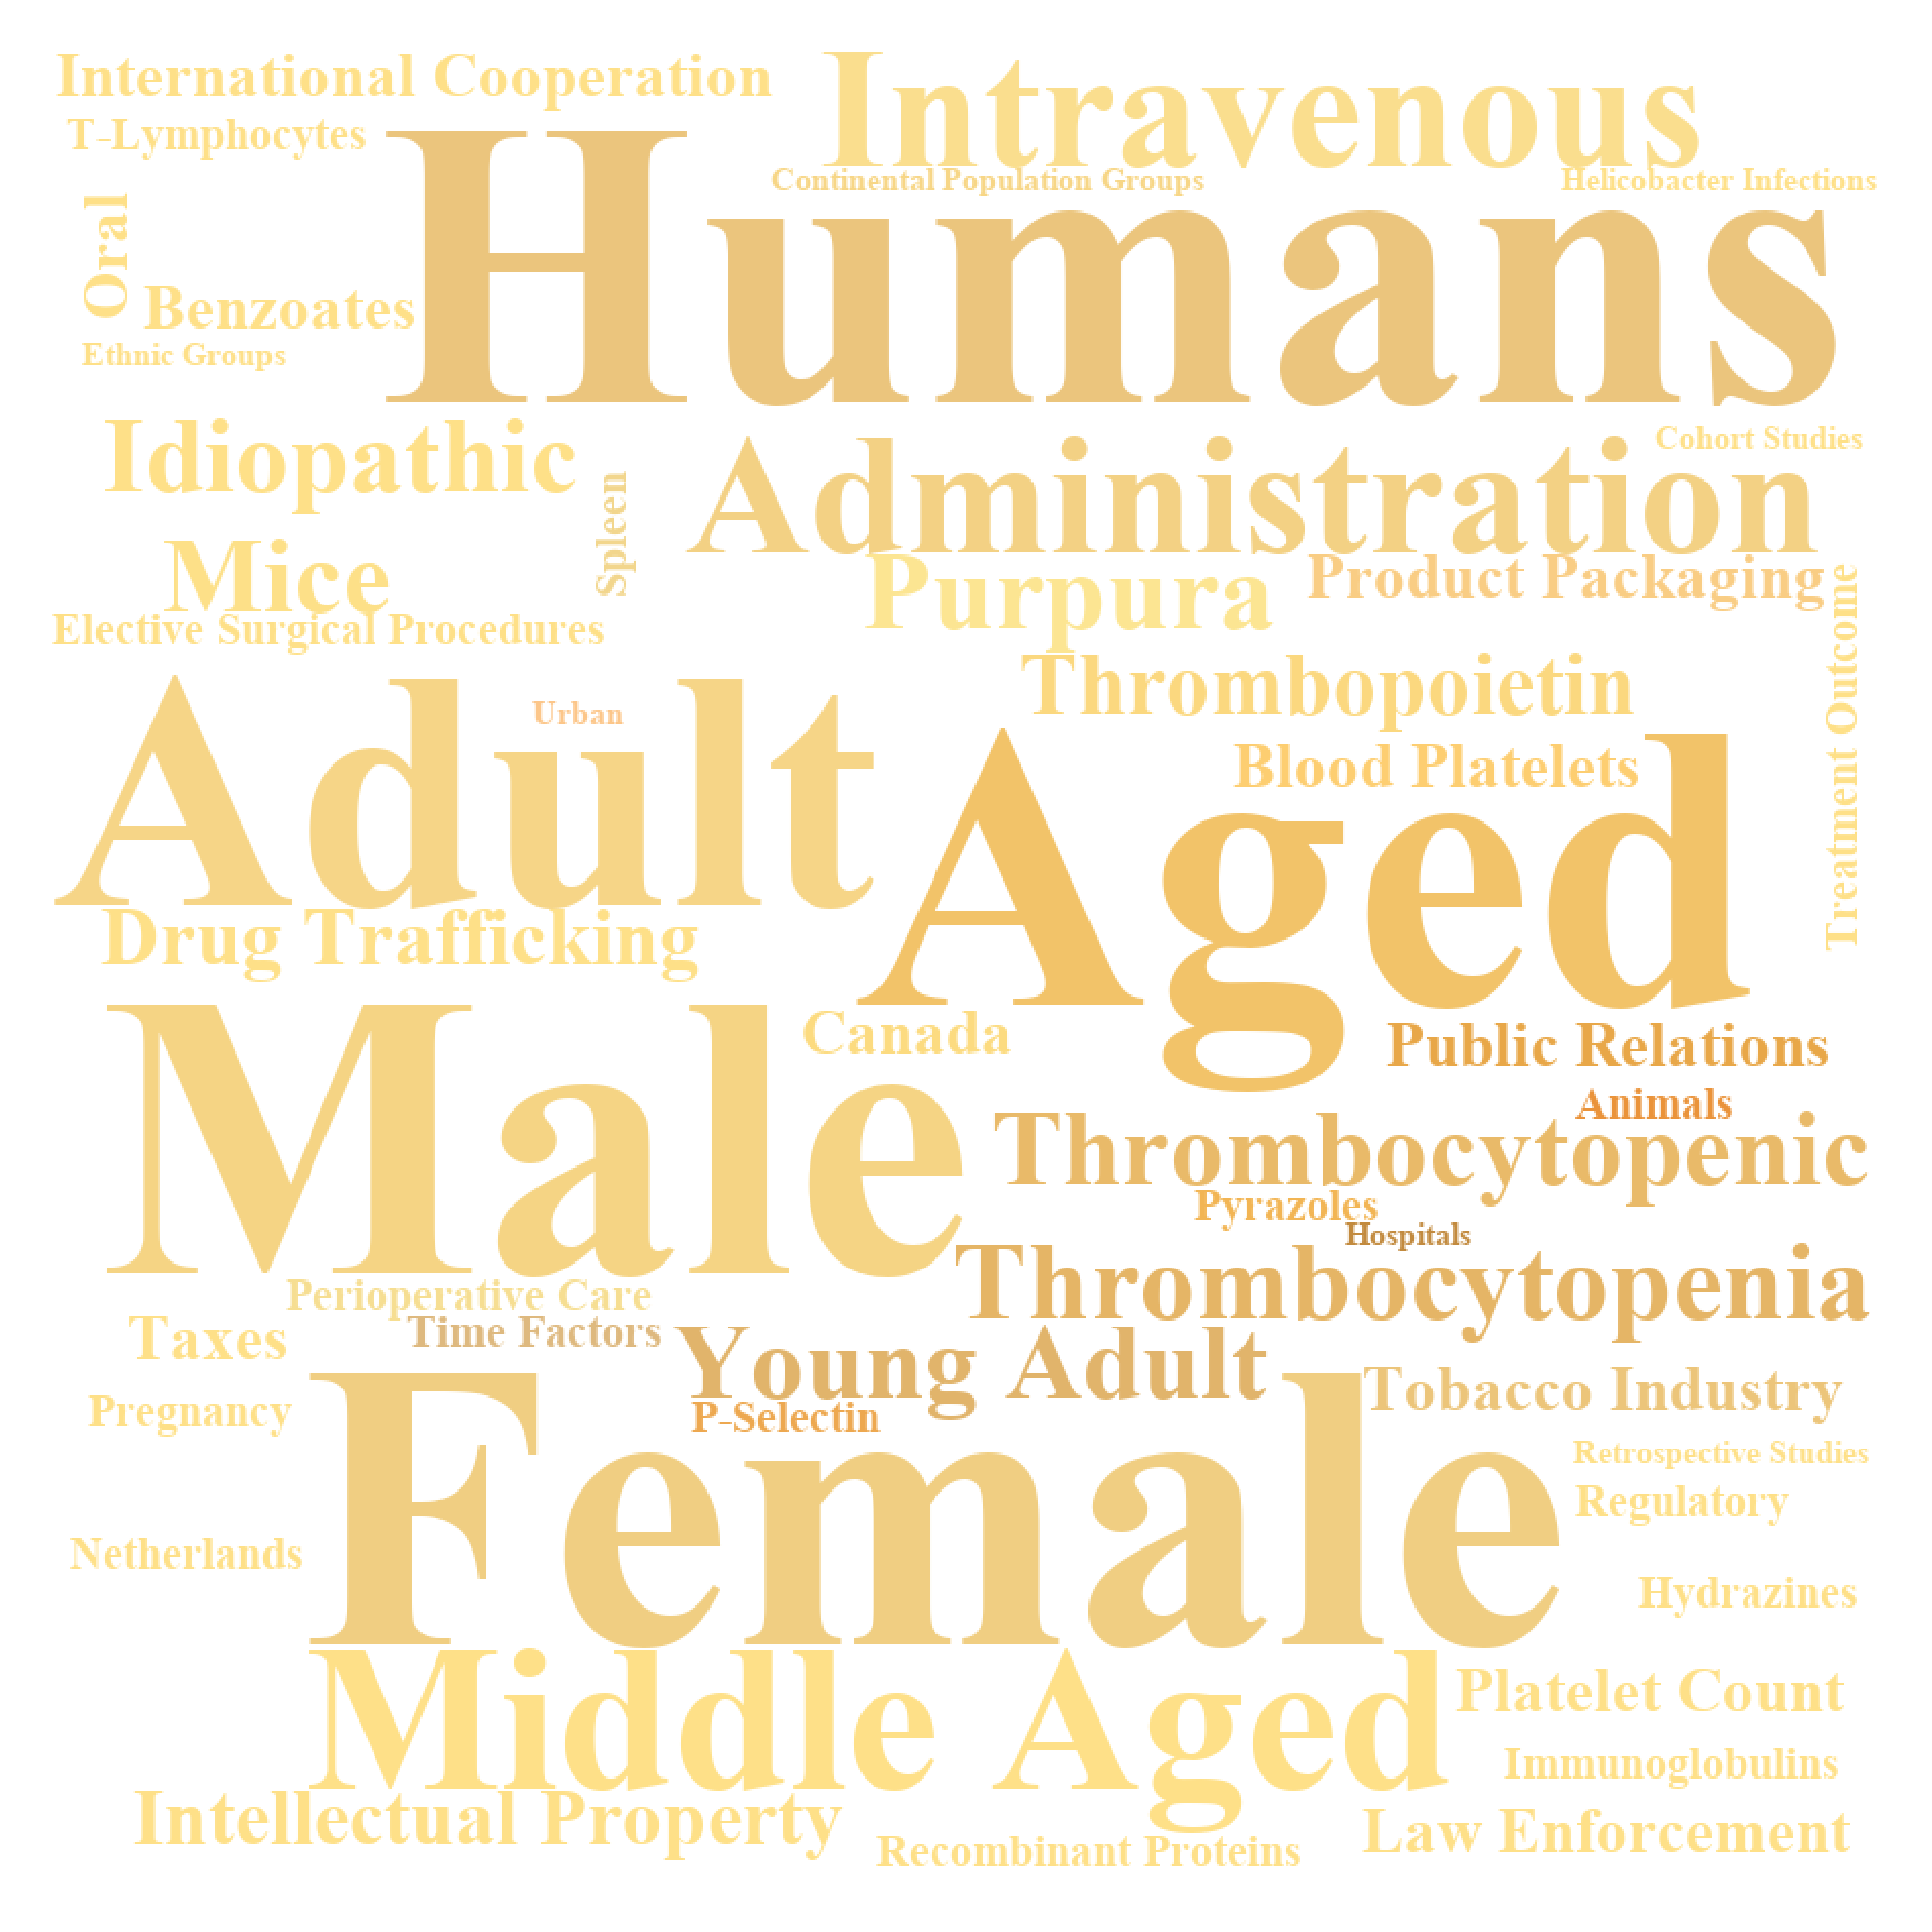 International Cooperation
Intravenous
T-Lymphocytes
Humans
Continental Population Groups
Helicobacter Infections
Oral
Benzoates
Ethnic Groups
Idiopathic
Administration
Cohort Studies
Spleen
Mice
Purpura
Product Packaging
Elective Surgical Procedures
Treatment Outcome
Thrombopoietin
Adult
Urban
Blood Platelets
Aged
Drug Trafficking
Male
Canada
Public Relations
Animals
Thrombocytopenic
Pyrazoles
Hospitals
Thrombocytopenia
Perioperative Care
Taxes
Time Factors
Young Adult
Tobacco Industry
Pregnancy
P-Selectin
Female
Retrospective Studies
Regulatory
Netherlands
Hydrazines
Middle Aged
Platelet Count
Immunoglobulins
Intellectual Property
Recombinant Proteins
Law Enforcement